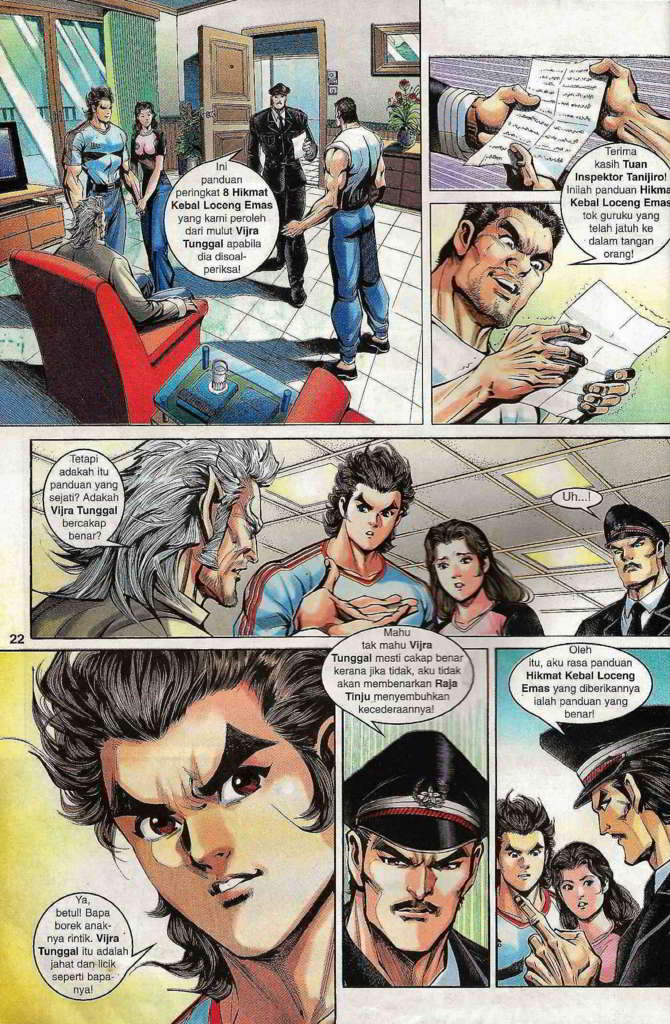 Ini
panduan
peringkat 8 Hikmat
Kebal Loceng Emas
yang kami peroleh
dari mulut Vijra
Tunggal apabila
dia disoal-
periksa!
Terima
kasih Tuan
Inspektor Tanijiro!
Inilah panduan Hikmat
Kebal Loceng Emas
tok guruku yang
telah jatuh ke
dalam tangan
orang!
Tetapi
adakah itu
panduan yang
sejati? Adakah
Vijra Tunggal
bercakap
benar?
Uh...!
22
Ya,
betul! Bapa
borek anak-
nya rintik. Vijra
Tunggal itu adalah
jahat dan licik
seperti bapa-
nya!
Mahu
tak mahu Vijra
Tunggal mesti cakap benar
kerana jika tidak, aku tidak
akan membenarkan Raja
Tinju menyembuhkan
kecederaannya!
Oleh
itu, aku rasa panduan
Hikmat Kebal Loceng
Emas yang diberikannya
ialah panduan yang
benar!